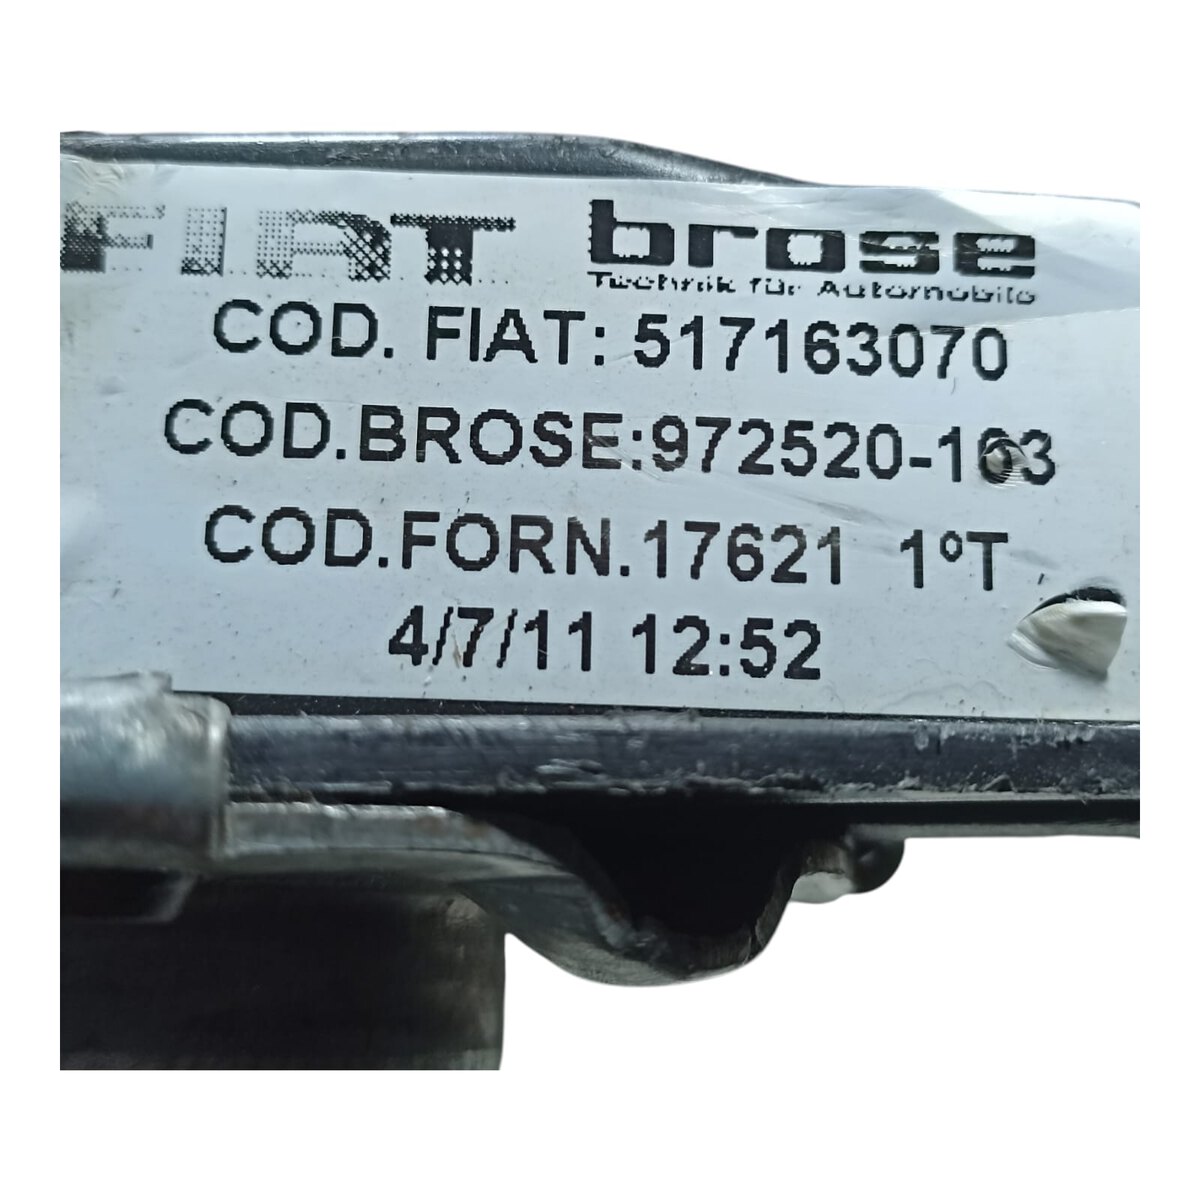 FIAT brose
Technik für Automobile
COD. FIAT: 517163070
COD.BROSE:972520-163
COD.FORN.17621 1ºT
4/7/11 12:52